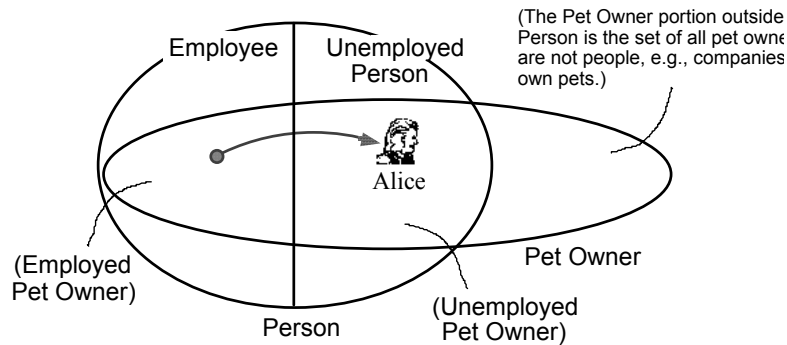 (The Pet Owner portion outside
Person is the set of all pet
are not people, e.g., companies
own pets.)
Employee
Unemployed
Person
Alice
(Employed
Pet Owner)
Person
(Unemployed
Pet Owner)
Pet Owner